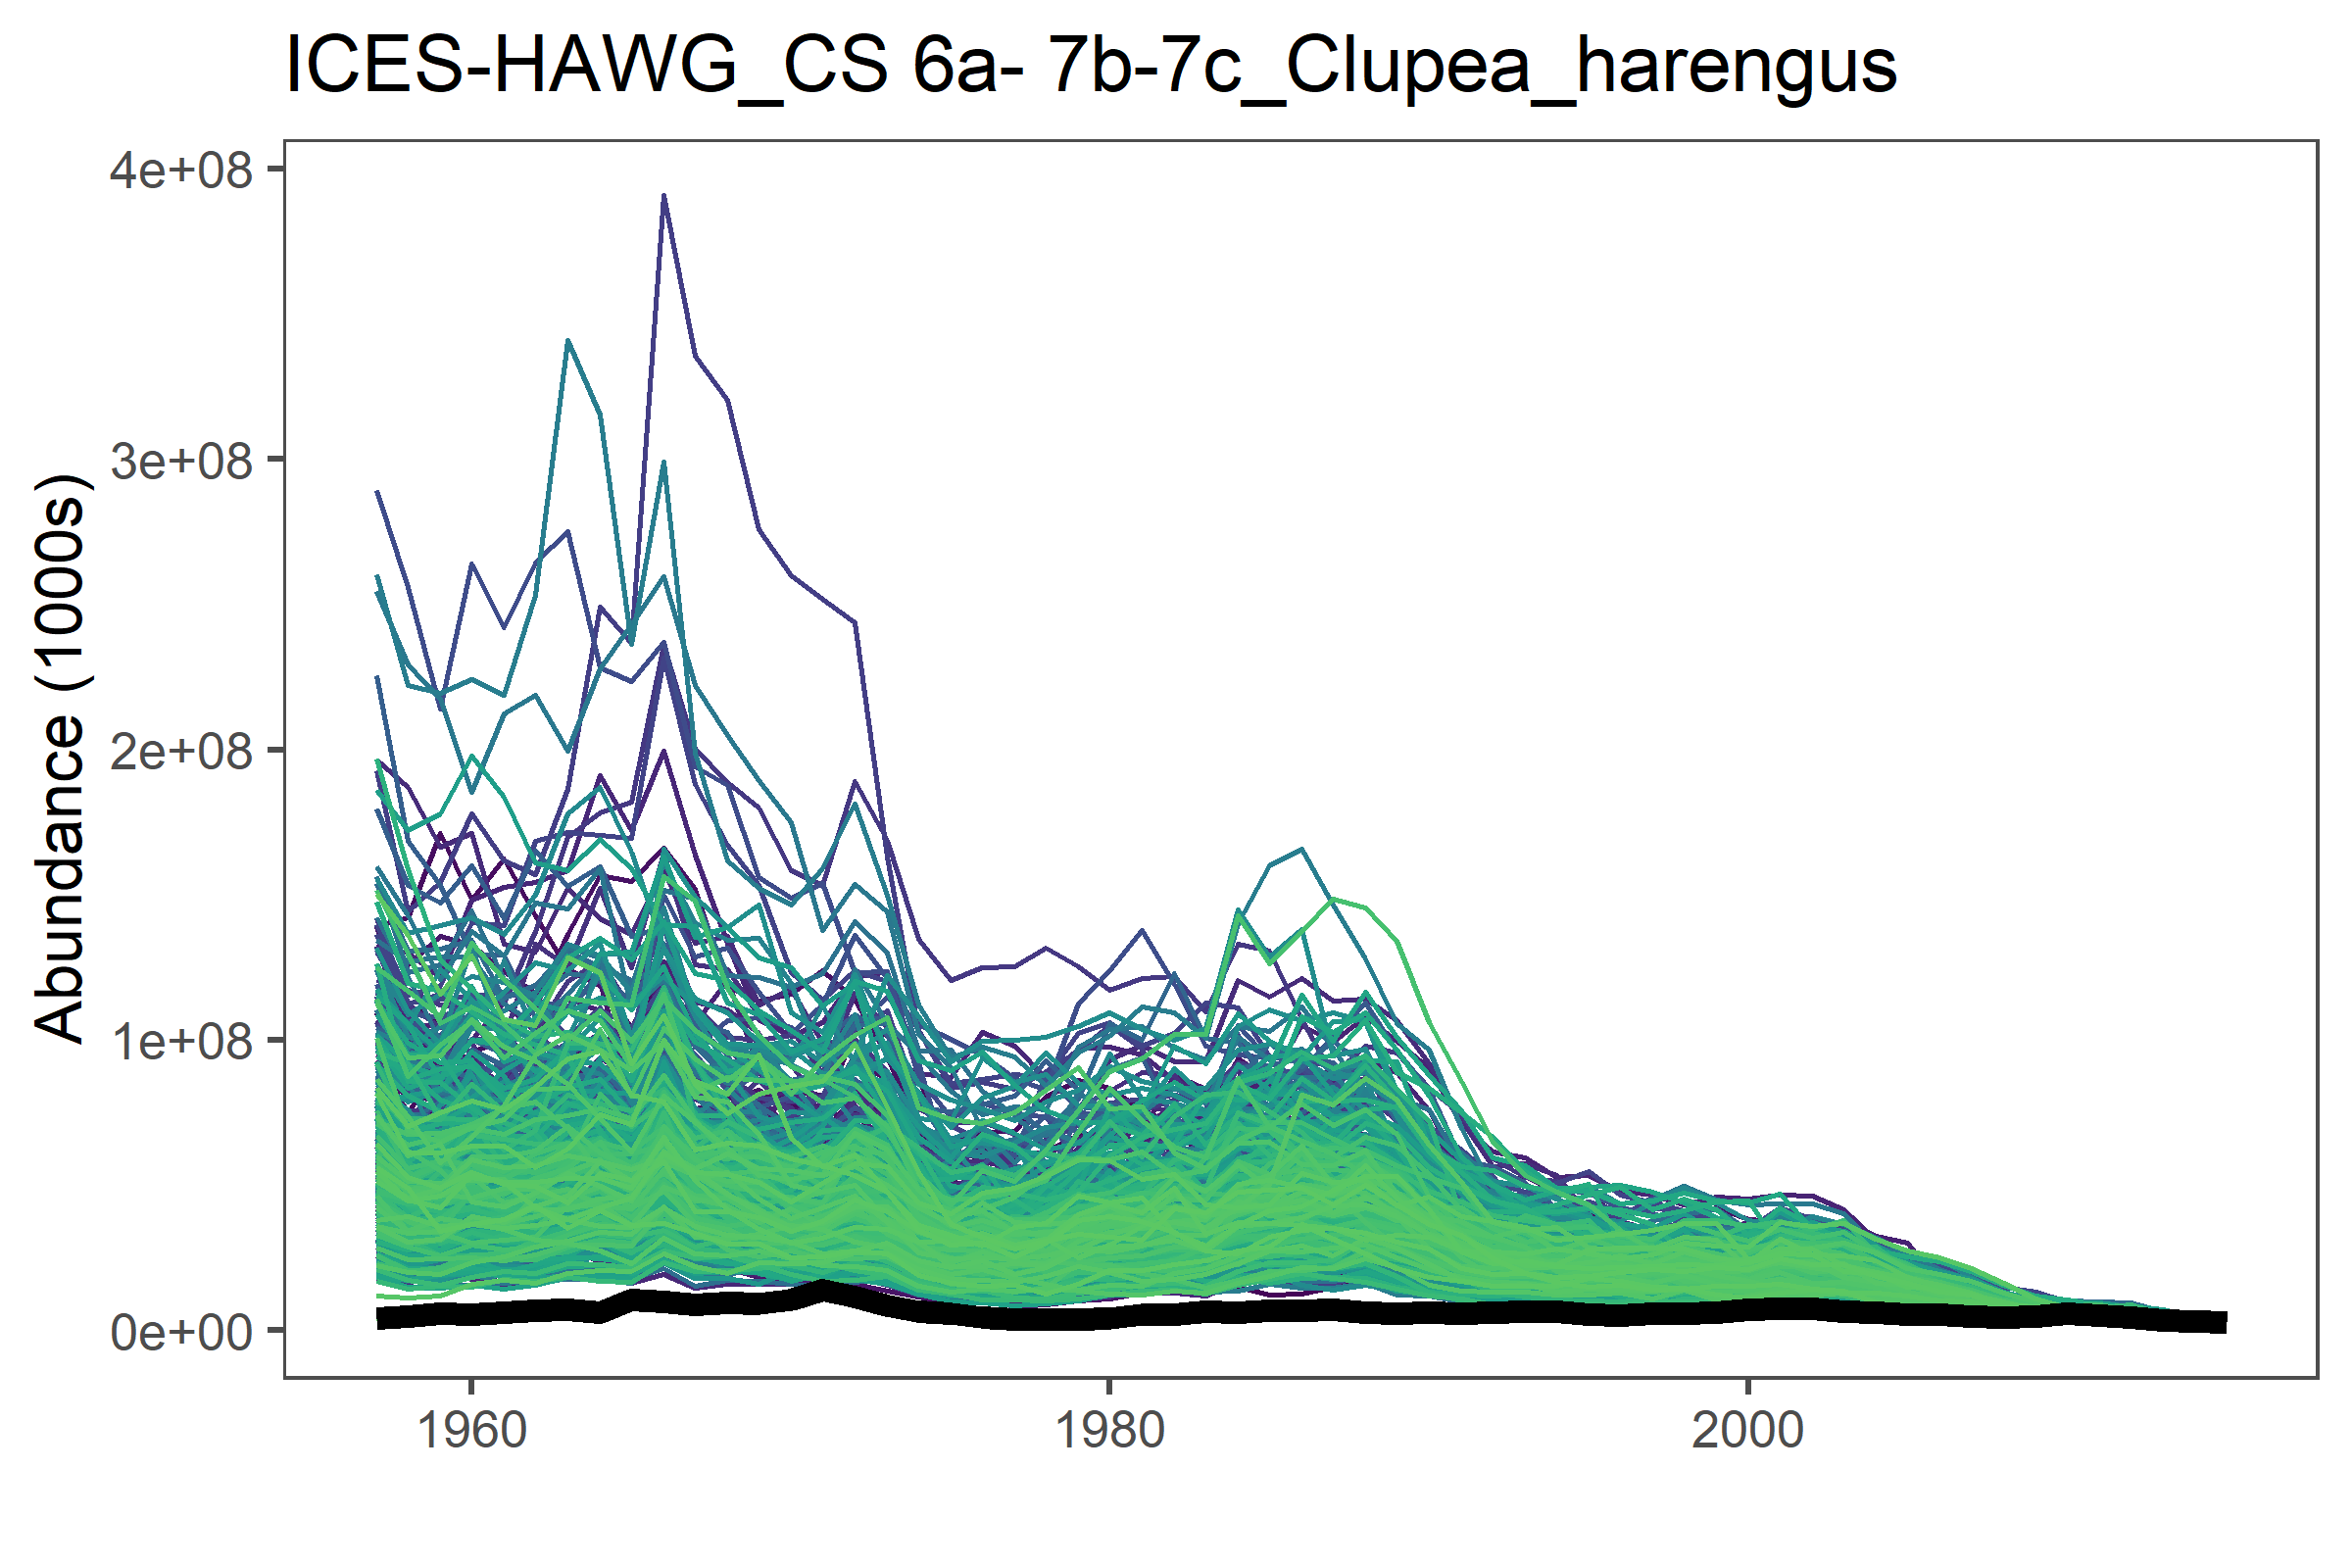 ICES-HAWG_CS 6a- 7b-7c_Clupea_harengus
Abundance (1000s)
4e+08
3e+08
2e+08
1e+08
0e+00
1960 1980 2000